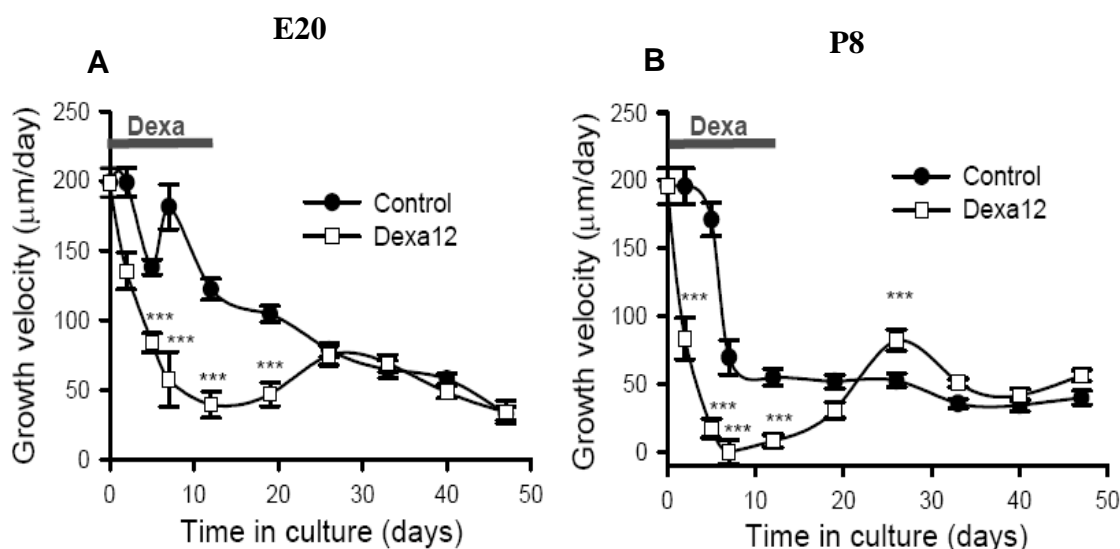 E20
P8
A
B
Growth velocity (μm/day)
250
200
150
100
50
0
Dexa
Control
Dexa12
***
***
***
***
0
10
20
30
40
50
Time in culture (days)
Growth velocity (μm/day)
250
200
150
100
50
0
Dexa
Control
Dexa12
***
***
***
***
***
0
10
20
30
40
50
Time in culture (days)